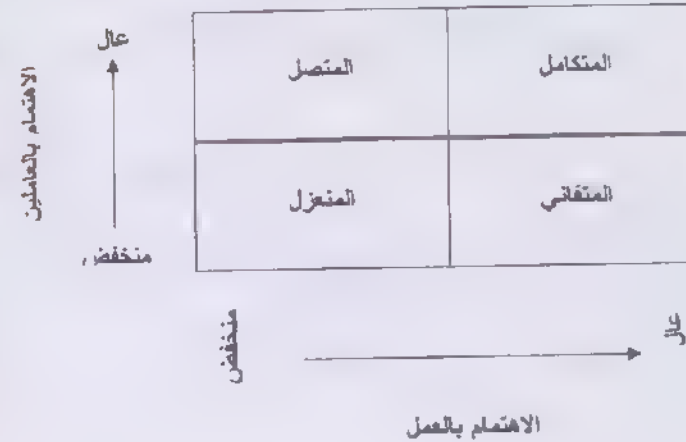 عال
المتصل
المتكامل
الاهتمام بالعاملين
المنعزل
المتفاني
منخفض
منخفض
عال
الاهتمام بالعمل